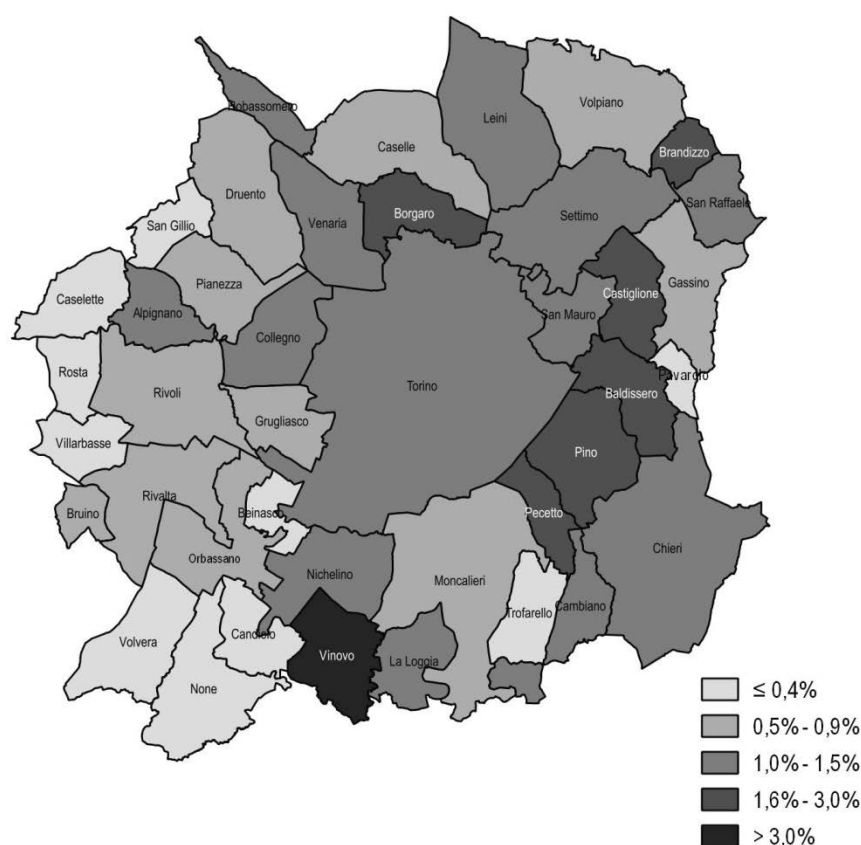 Robassomero
Leini
Volpiano
Caselle
Brandizzo
Druento
San Raffaele
San Gillio
Venaria
Borgaro
Settimo
Pianezza
Gassino
Caselette
Castiglione
Alpignano
San Mauro
Collegno
Rosta
Pavarolo
Rivoli
Torino
Baldissero
Grugliasco
Villarbasse
Pino
Rivalta
Bruino
Beinasco
Pecetto
Chieri
Orbassano
Nichelino
Moncalieri
Trofarello
Cambiano
Volvera
Candiolo
Vinovo
La Loggia
None
≤ 0,4%
0,5% - 0,9%
1,0% - 1,5%
1,6% - 3,0%
> 3,0%